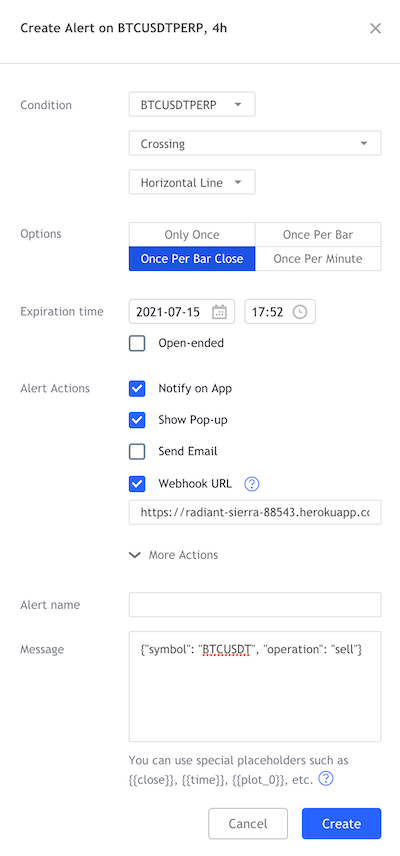 Create Alert on BTCUSDTPERP, 4h
Condition
BTCUSDTPERP
Crossing
Horizontal Line
Options
Only Once
Once Per Bar
Once Per Bar Close
Once Per Minute
Expiration time
2021-07-15
17:52
Open-ended
Alert Actions
Notify on App
Show Pop-up
Send Email
Webhook URL ?
https://radiant-sierra-88543.herokuapp.cc
More Actions
Alert name
Message
{"symbol": "BTCUSDT", "operation": "sell"}
You can use special placeholders such as
{{close}}, {{time}}, {{plot_0}}, etc. ?
Cancel
Create